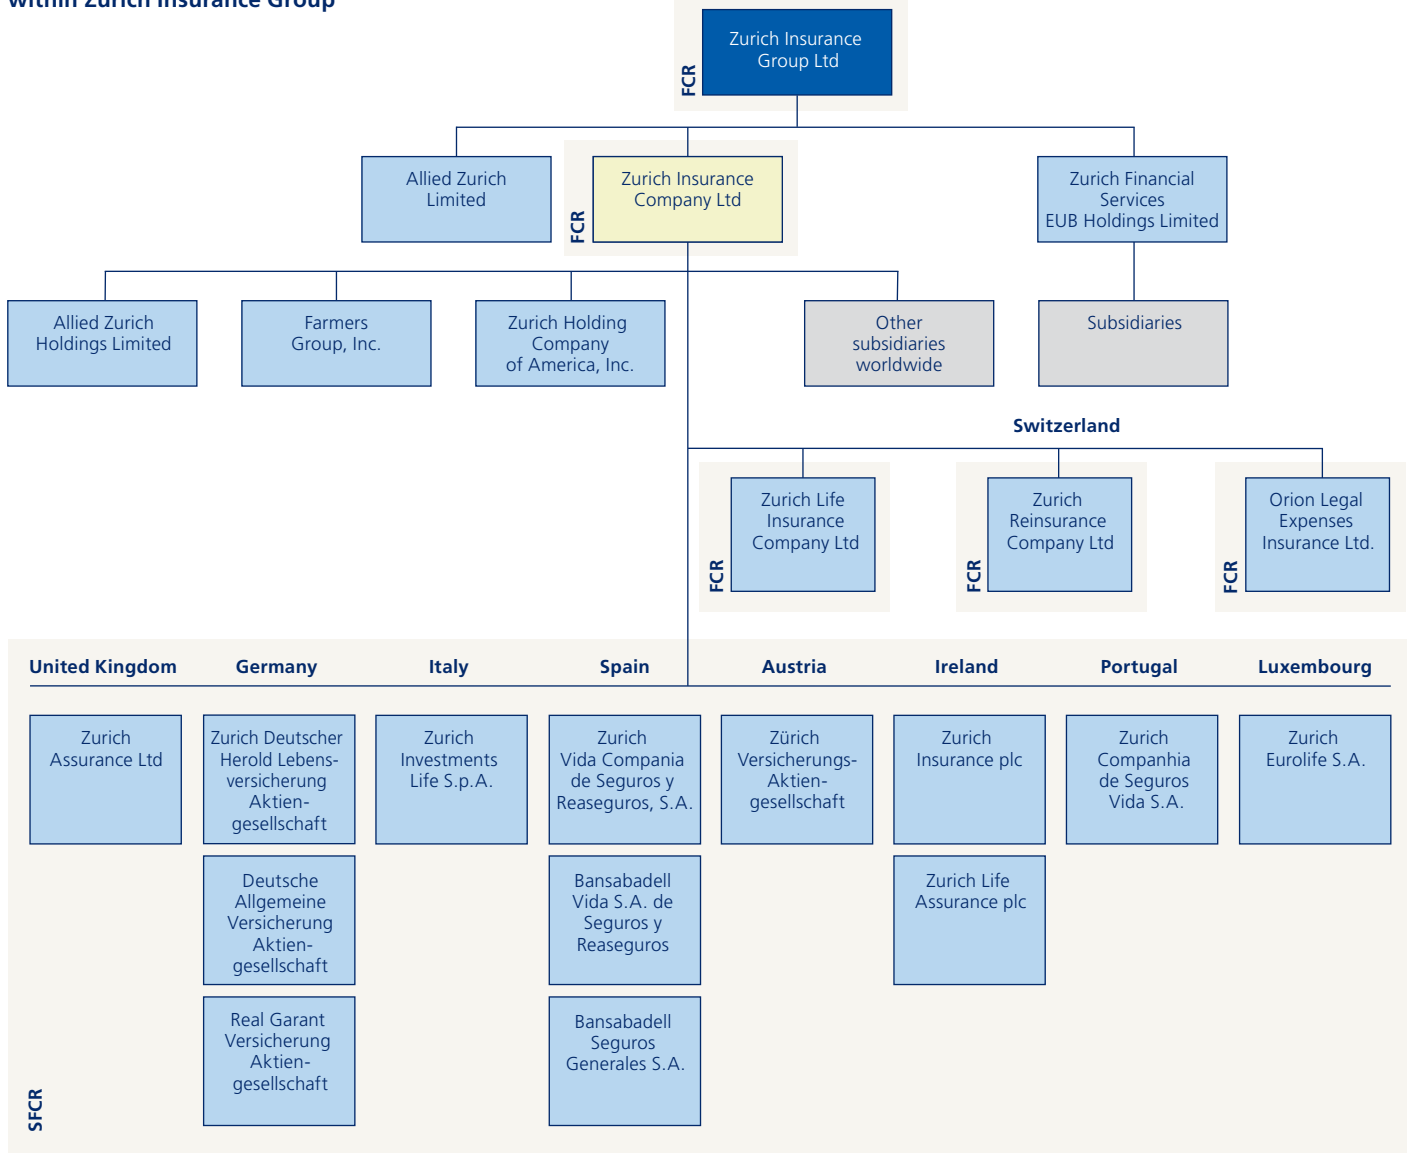 within Zurich Insurance Group
Zurich Insurance
Group Ltd
FCR
Allied Zurich
Limited
Zurich Insurance
Company Ltd
FCR
Zurich Financial
Services
EUB Holdings Limited
Allied Zurich
Holdings Limited
Farmers
Group, Inc.
Zurich Holding
Company
of America, Inc.
Other
subsidiaries
worldwide
Subsidiaries
Switzerland
Zurich Life
Insurance
Company Ltd
FCR
Zurich
Reinsurance
Company Ltd
FCR
Orion Legal
Expenses
Insurance Ltd.
FCR
United Kingdom
Germany
Italy
Spain
Austria
Ireland
Portugal
Luxembourg
Zurich
Assurance Ltd
Zurich Deutscher
Herold Lebens-
versicherung
Aktien-
gesellschaft
Zurich
Investments
Life S.p.A.
Zurich
Vida Compania
de Seguros y
Reaseguros, S.A.
Zürich
Versicherungs-
Aktien-
gesellschaft
Zurich
Insurance plc
Zurich
Companhia
de Seguros
Vida S.A.
Zurich
Eurolife S.A.
Deutsche
Allgemeine
Versicherung
Aktien-
gesellschaft
Bansabadell
Vida S.A. de
Seguros y
Reaseguros
Zurich Life
Assurance plc
Real Garant
Versicherung
Aktien-
gesellschaft
Bansabadell
Seguros
Generales S.A.
SFCR